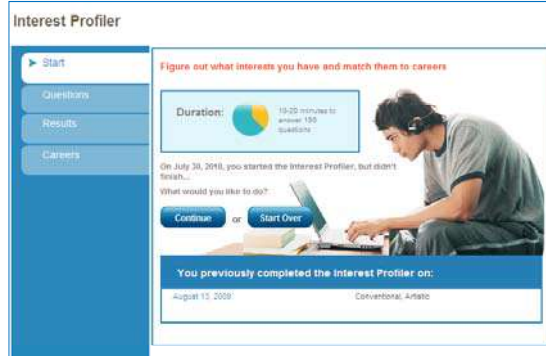 Interest Profiler
Start
Questions
Results
Careers
Figure out what interests you have and match them to careers
Duration:
10-20 minutes to
answer 180
questions
On July 30, 2010, you started the Interest Profiler, but didn't
finish...
What would you like to do?
Continue or Start Over
You previously completed the Interest Profiler on:
August 13, 2009 Conventional, Artistic